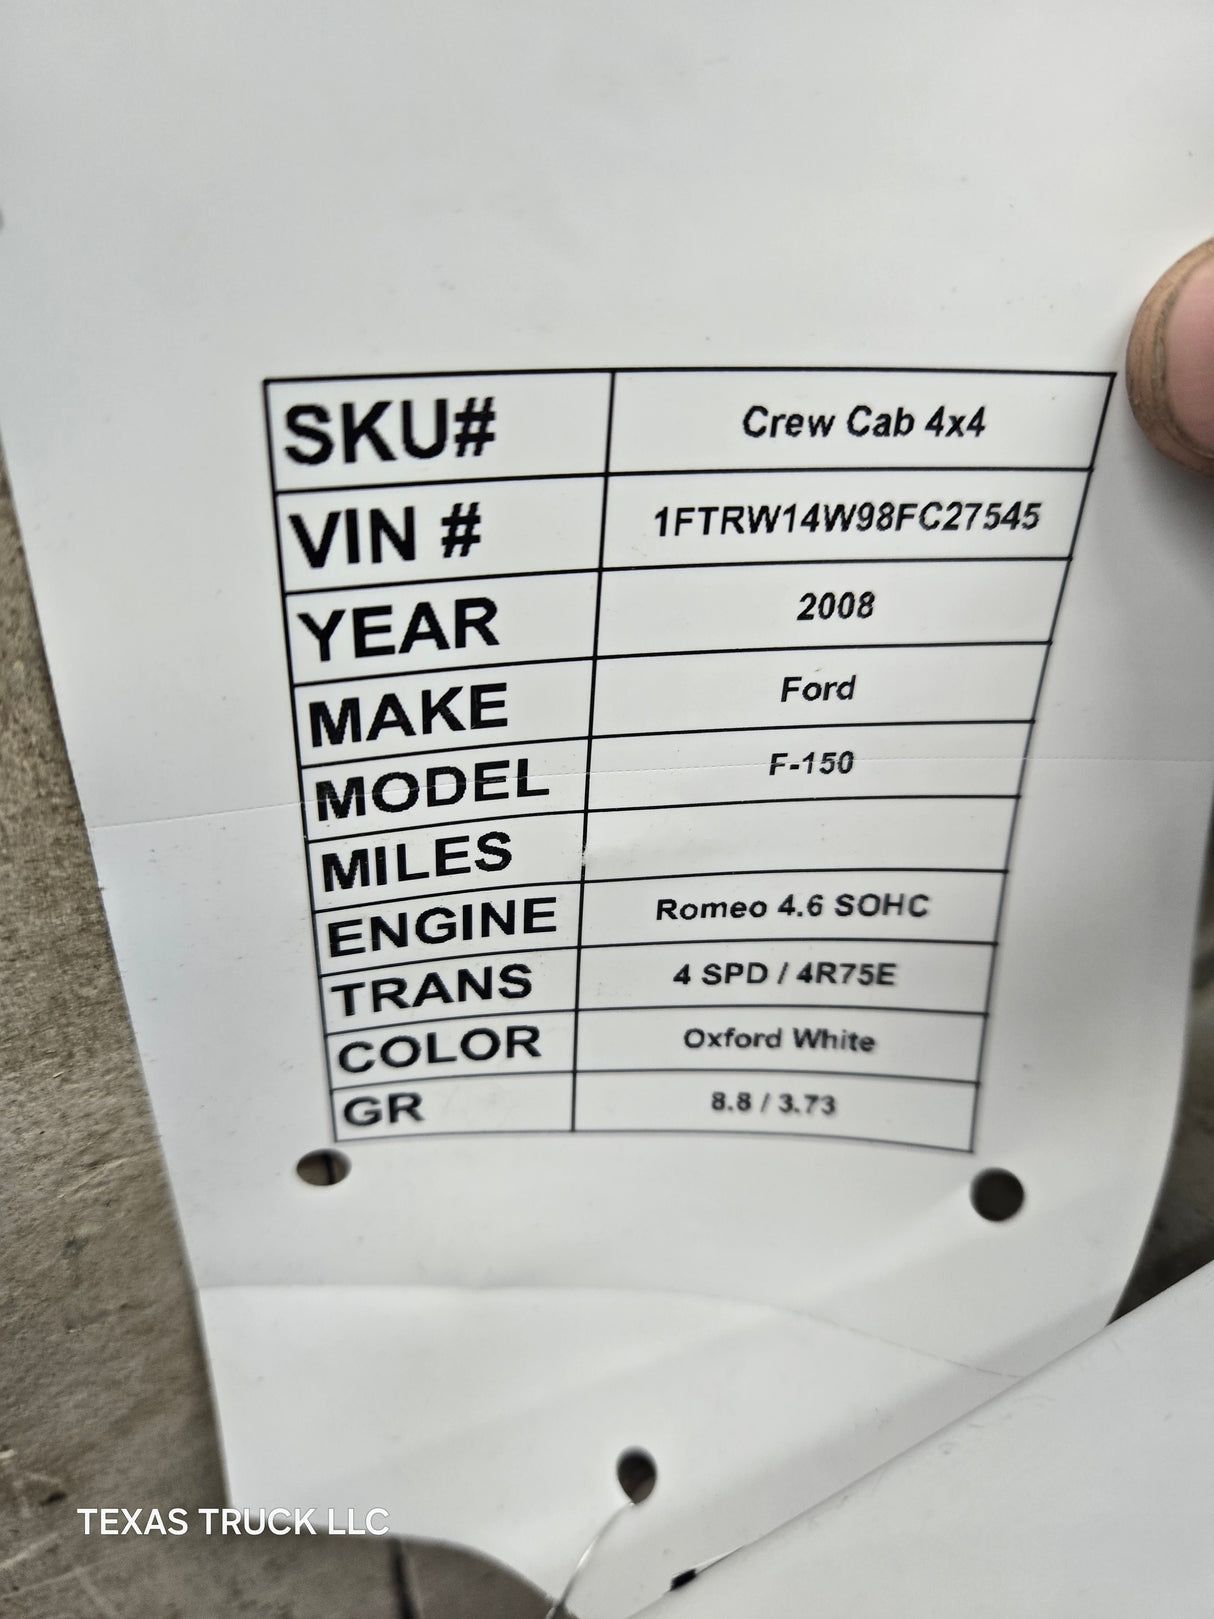 SKU# Crew Cab 4x4
VIN # 1FTRW14W98FC27545
YEAR 2008
MAKE Ford
MODEL F-150
MILES
ENGINE Romeo 4.6 SOHC
TRANS 4 SPD / 4R75E
COLOR Oxford White
GR 8.8 / 3.73
TEXAS TRUCK LLC